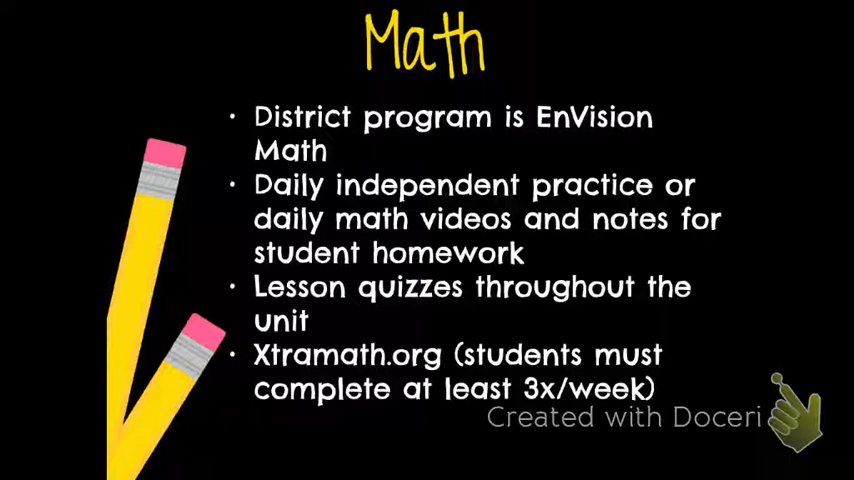 Math
• District program is EnVision
Math
• Daily independent practice or
daily math videos and notes for
student homework
• Lesson quizzes throughout the
unit
• Xtramath.org (students must
complete at least 3x/week)
Created with Doceri